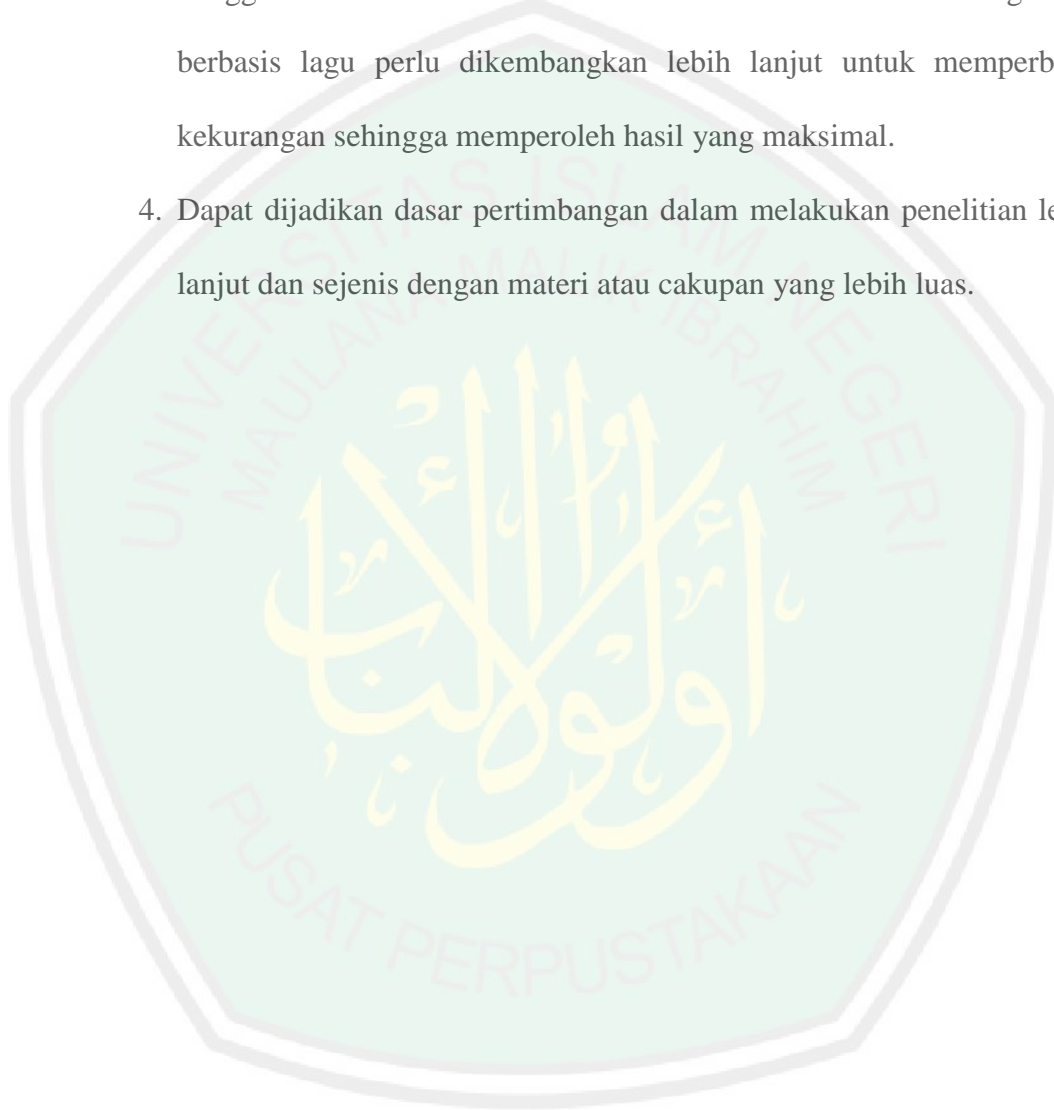 berbasis lagu perlu dikembangkan lebih lanjut untuk memperb
kekurangan sehingga memperoleh hasil yang maksimal.
4. Dapat dijadikan dasar pertimbangan dalam melakukan penelitian le
lanjut dan sejenis dengan materi atau cakupan yang lebih luas.
UNIVERSITAS ISLAM NEGERI
MAULANA MALIK IBRAHIM
أولوا الألباب
PUSAT PERPUSTAKAAN